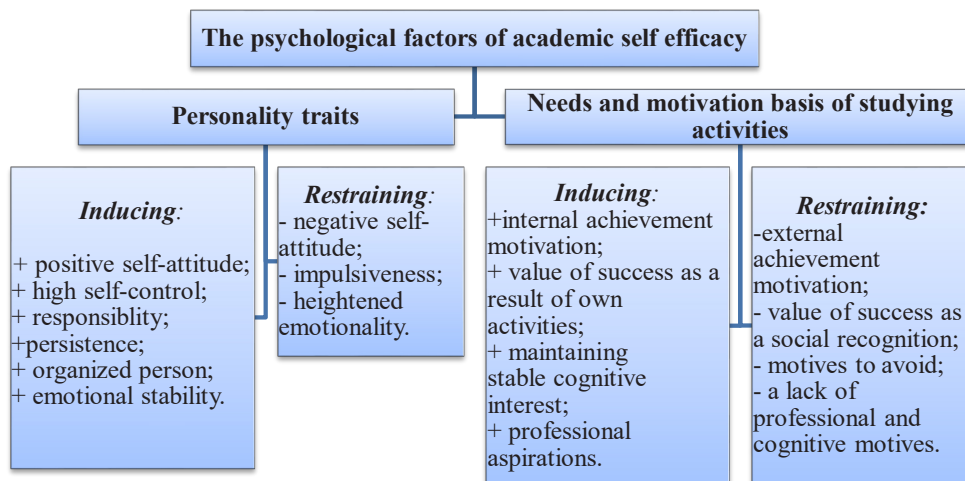 The psychological factors of academic self efficacy
Personality traits
Needs and motivation basis of studying
activities
Inducing:
+ positive self-attitude;
+ high self-control;
+ responsiblity;
+persistence;
+ organized person;
+ emotional stability.
Restraining:
- negative self-
attitude;
- impulsiveness;
- heightened
emotionality.
Inducing:
+internal achievement
motivation;
+ value of success as a
result of own
activities;
+ maintaining
stable cognitive
interest;
+ professional
aspirations.
Restraining:
-external
achievement
motivation;
- value of success as
a social recognition;
- motives to avoid;
- a lack of
professional and
cognitive motives.